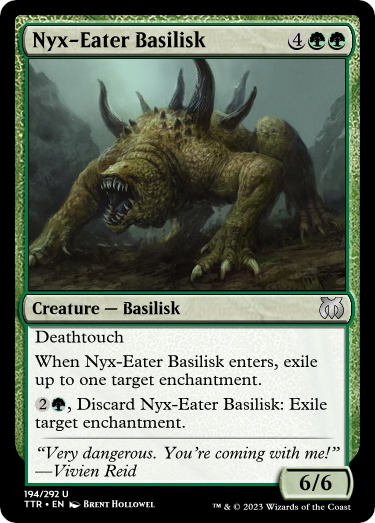 Nyx-Eater Basilisk 4
Creature — Basilisk
Deathtouch
When Nyx-Eater Basilisk enters, exile
up to one target enchantment.
2, Discard Nyx-Eater Basilisk: Exile
target enchantment.
“Very dangerous. You’re coming with me!”
—Vivien Reid
6/6
194/292 U
TTR • EN Brent Hollowel
™ & © 2023 Wizards of the Coast